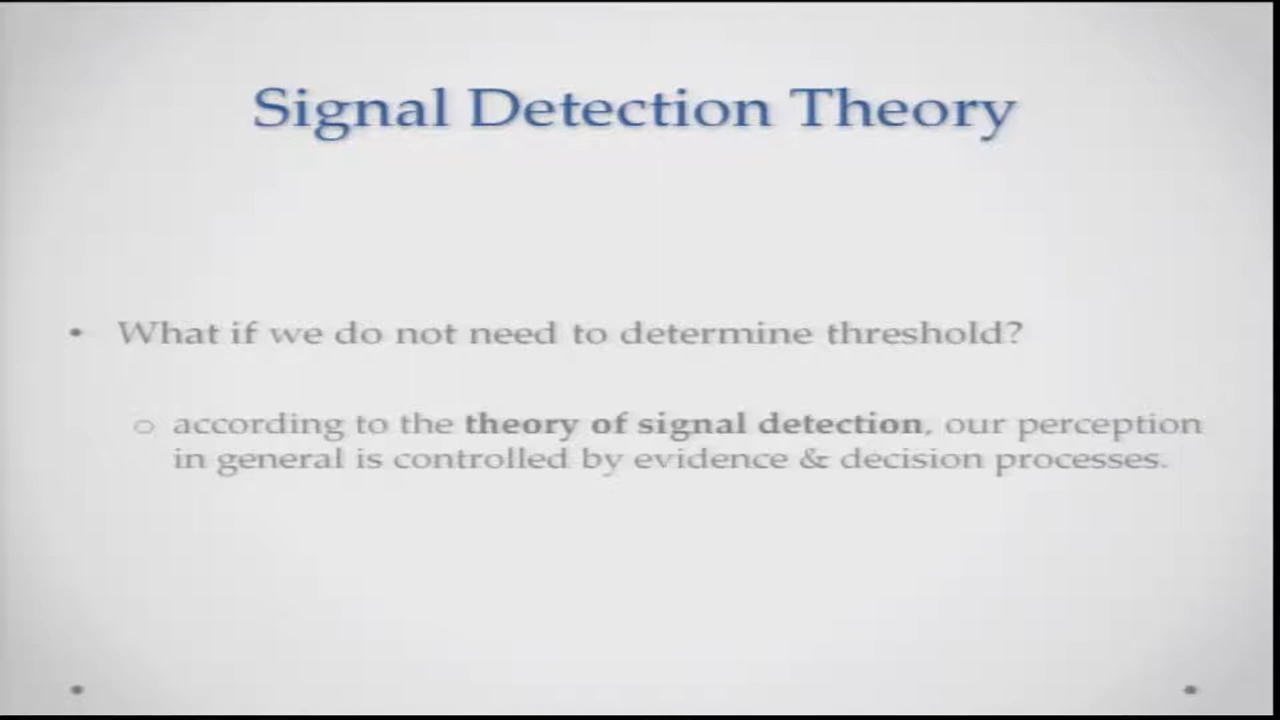 Signal Detection Theory
• What if we do not need to determine threshold?
o according to the theory of signal detection, our perception
in general is controlled by evidence & decision processes.